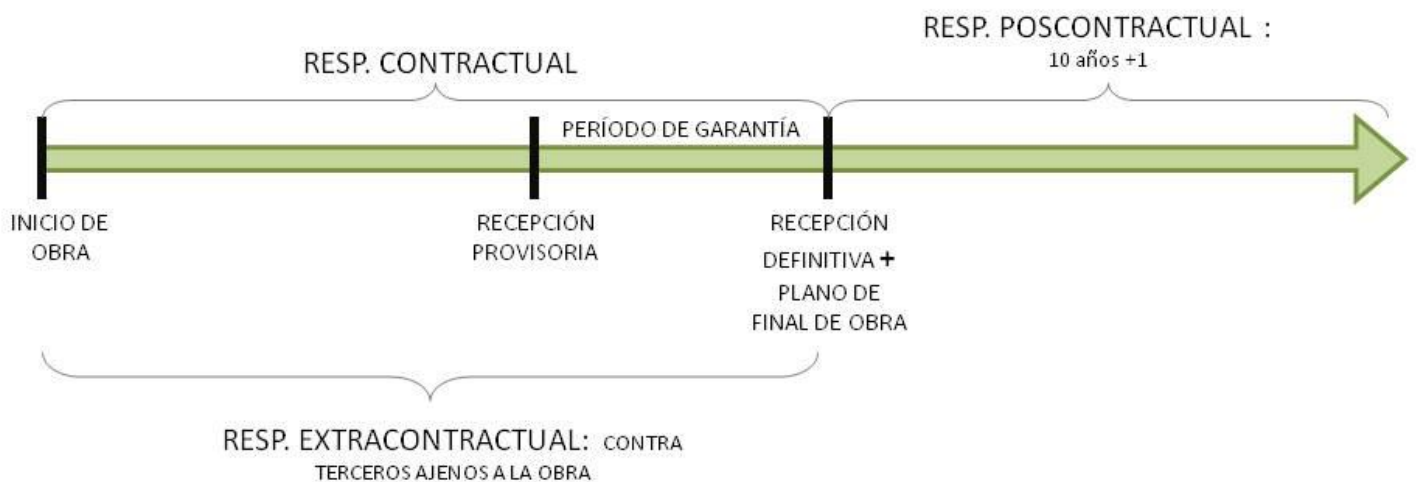 RESP. POSCONTRACTUAL :
10 años +1
RESP. CONTRACTUAL
PERÍODO DE GARANTÍA
INICIO DE
OBRA
RECEPCIÓN
PROVISORIA
RECEPCIÓN
DEFINITIVA +
PLANO DE
FINAL DE OBRA
RESP. EXTRACONTRACTUAL: CONTRA
TERCEROS AJENOS A LA OBRA